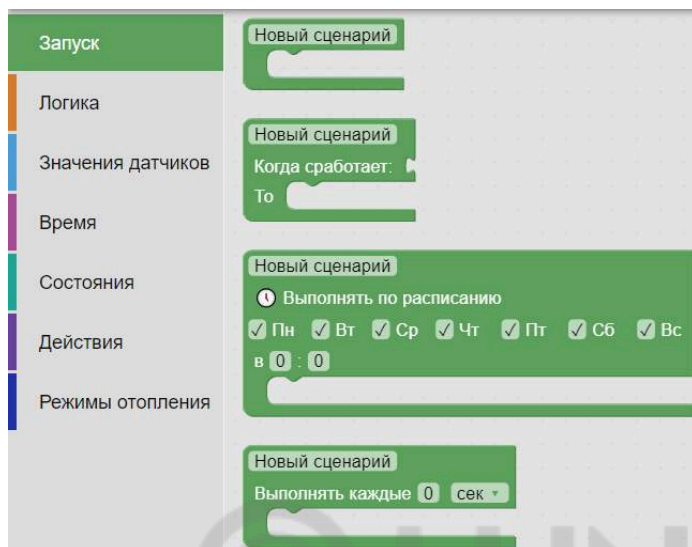 Запуск
Логика
Значения датчиков
Время
Состояния
Действия
Режимы отопления
Новый сценарий
Новый сценарий
Когда сработает:
То
Новый сценарий
Выполнять по расписанию
Пн Вт Ср Чт Пт Сб Вс
в 0 : 0
Новый сценарий
Выполнять каждые 0 сек